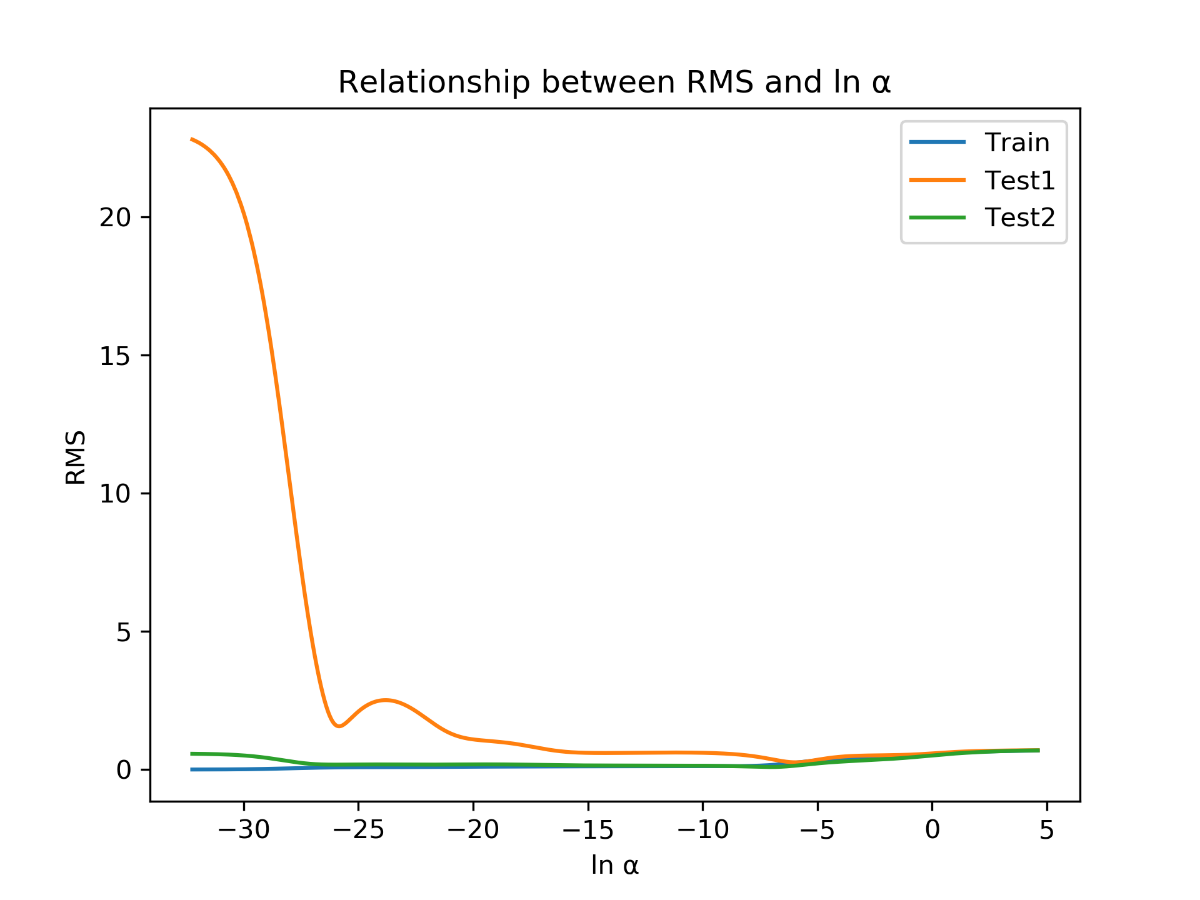 Relationship between RMS and ln α
Train
Test1
Test2
20
15
10
5
0
RMS
−30
−25
−20
−15
−10
−5
0
5
ln α